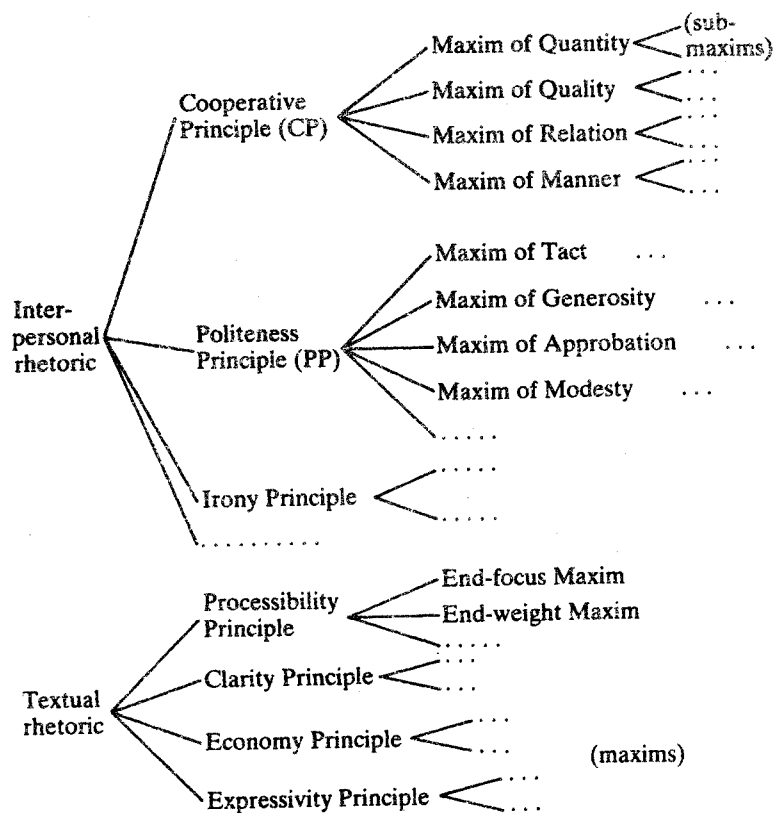 Maxim of Quantity
(sub-
maxims)
Cooperative
Principle (CP)
Maxim of Quality
. . .
. . .
Maxim of Relation
. . .
. . .
Maxim of Manner
. . .
. . .
Inter-
personal
rhetoric
Politeness
Principle (PP)
Maxim of Tact . . .
Maxim of Generosity . . .
Maxim of Approbation . . .
Maxim of Modesty . . .
. . . . .
Irony Principle
. . . . .
. . . . .
. . . . . . . . . .
Textual
rhetoric
Processibility
Principle
End-focus Maxim
End-weight Maxim
. . . . .
Clarity Principle
. . .
. . .
Economy Principle
. . .
. . .
(maxims)
Expressivity Principle
. . .
. . .